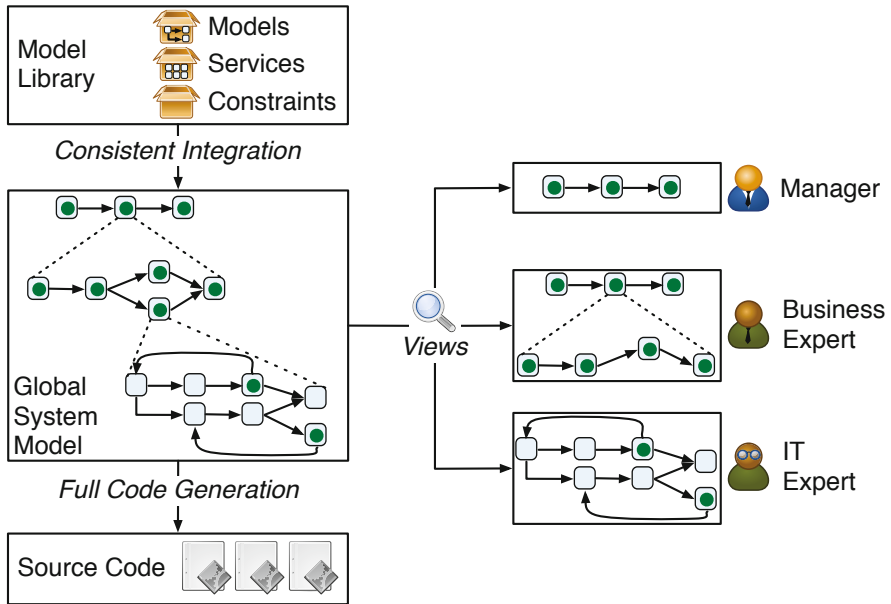 Model
Library
Models
Services
Constraints
Consistent Integration
Global
System
Model
Full Code Generation
Source Code
Views
Manager
Business
Expert
IT
Expert